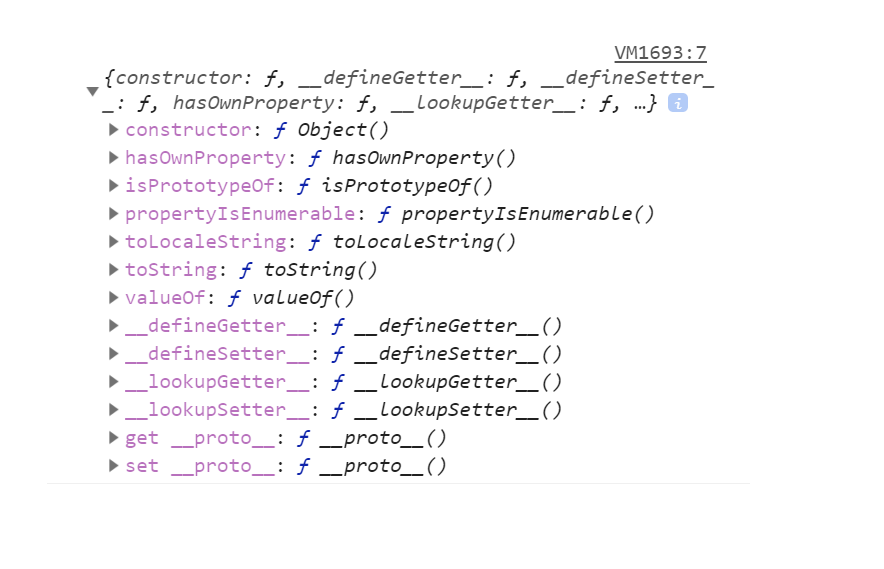 VM1693:7
{constructor: ƒ, __defineGetter__: ƒ, __defineSetter_
_: ƒ, hasOwnProperty: ƒ, __lookupGetter__: ƒ, …} i
constructor: ƒ Object()
hasOwnProperty: ƒ hasOwnProperty()
isPrototypeOf: ƒ isPrototypeOf()
propertyIsEnumerable: ƒ propertyIsEnumerable()
toLocaleString: ƒ toLocaleString()
toString: ƒ toString()
valueOf: ƒ valueOf()
__defineGetter__: ƒ __defineGetter__()
__defineSetter__: ƒ __defineSetter__()
__lookupGetter__: ƒ __lookupGetter__()
__lookupSetter__: ƒ __lookupSetter__()
get __proto__: ƒ __proto__()
set __proto__: ƒ __proto__()